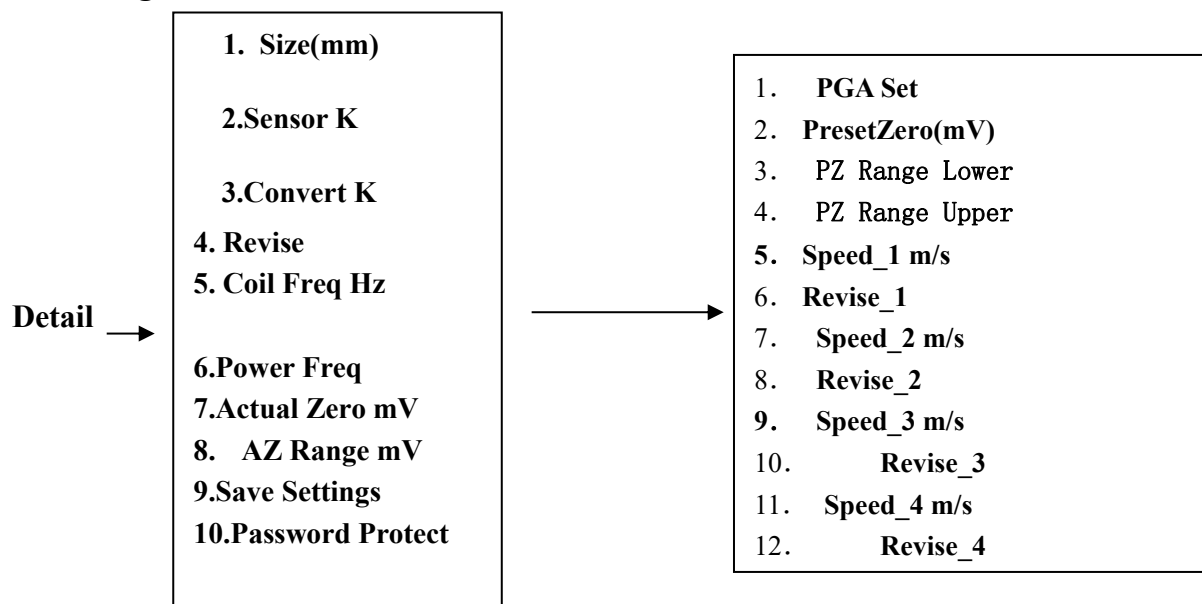 Detail
1. Size(mm)
2.Sensor K
3.Convert K
4. Revise
5. Coil Freq Hz
6.Power Freq
7.Actual Zero mV
8. AZ Range mV
9.Save Settings
10.Password Protect
1. PGA Set
2. PresetZero(mV)
3. PZ Range Lower
4. PZ Range Upper
5. Speed_1 m/s
6. Revise_1
7. Speed_2 m/s
8. Revise_2
9. Speed_3 m/s
10. Revise_3
11. Speed_4 m/s
12. Revise_4